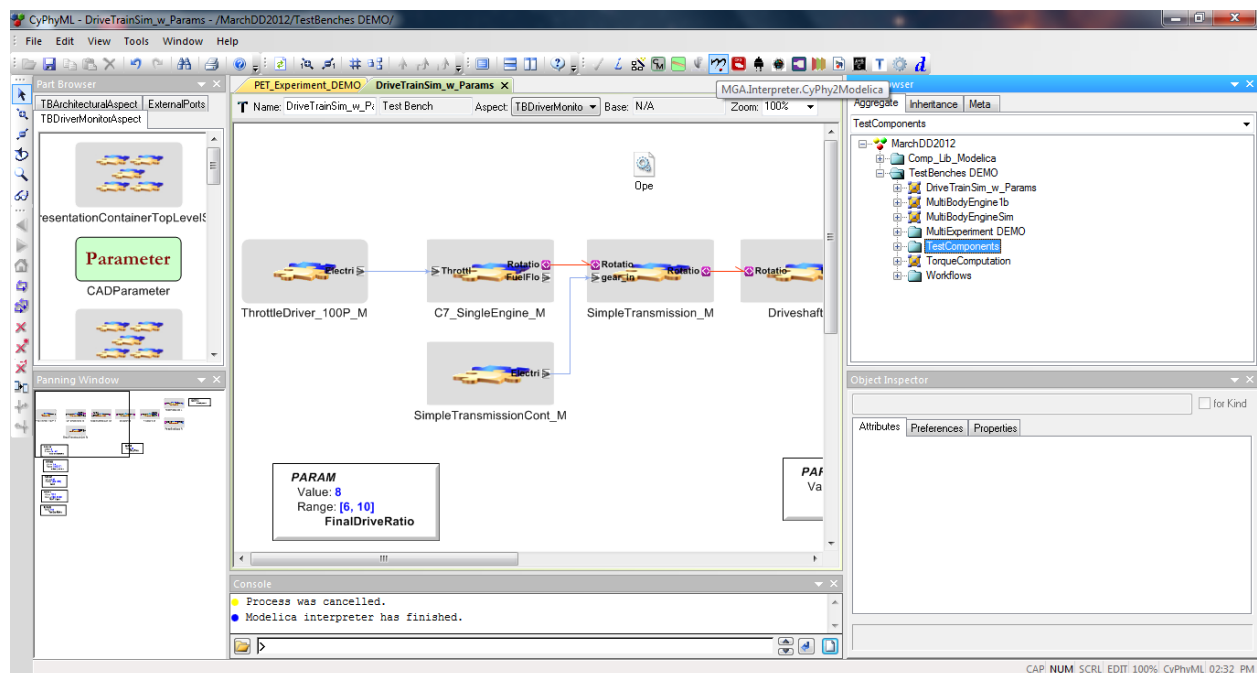 CyPhyML - DriveTrainSim_w_Params - /MarchDD2012/TestBenches DEMO/
File Edit View Tools Window Help
Part Browser
TBArchitecturalAspect ExternalPorts
TBDriverMonitorAspect
resentationContainerTopLevelS
Parameter
CADParameter
Panning Window
PET_Experiment_DEMO DriveTrainSim_w_Params X
Name: DriveTrainSim_w_Pa Test Bench Aspect: TBDriverMonito Base: N/A Zoom: 100%
MGA.Interpreter.CyPhy2Modelica
Ope
Electri
Throttl
Rotatio
FuelFlo
Rotatio
gear_in
Rotatio
Rotatio
ThrottleDriver_100P_M
C7_SingleEngine_M
SimpleTransmission_M
Driveshaft
Electri
SimpleTransmissionCont_M
PARAM
Value: 8
Range: [6, 10]
FinalDriveRatio
PAR
Va
Console
Process was cancelled.
Modelica interpreter has finished.
>
owser
Aggregate Inheritance Meta
TestComponents
MarchDD2012
Comp_Lib_Modelica
TestBenches DEMO
DriveTrainSim_w_Params
MultiBodyEngine1b
MultiBodyEngineSim
MultiExperiment DEMO
TestComponents
TorqueComputation
Workflows
Object Inspector
for Kind
Attributes Preferences Properties
CAP NUM SCRL EDIT 100% CyPhyML 02:32 PM